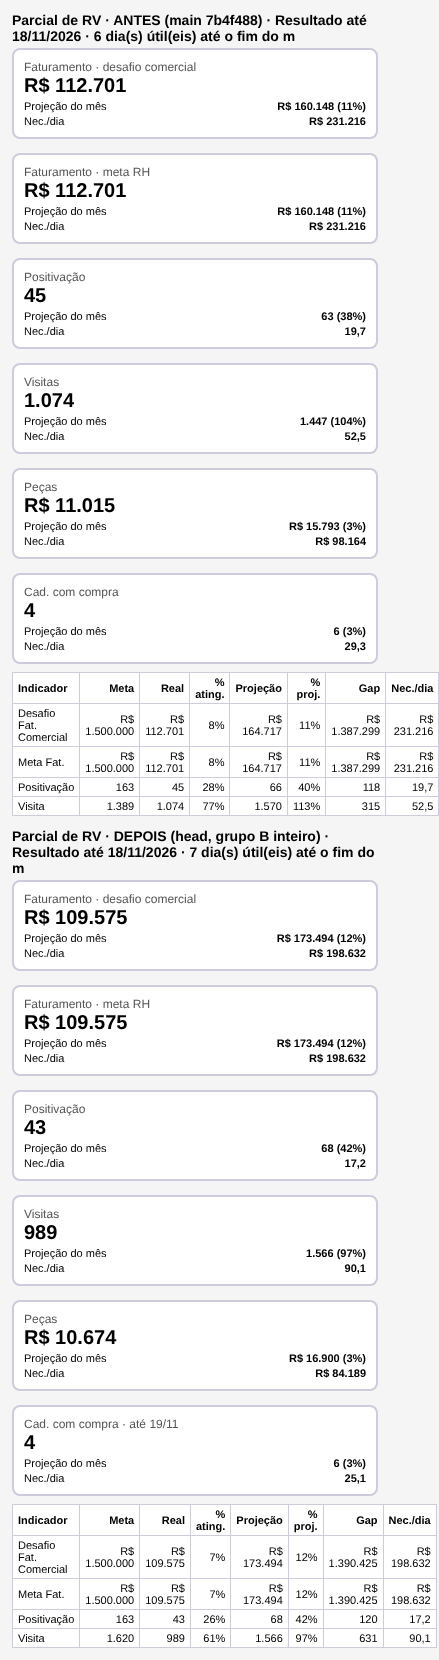 Parcial de RV · ANTES (main 7b4f488) · Resultado até
18/11/2026 · 6 dia(s) útil(eis) até o fim do m
Faturamento · desafio comercial
R$ 112.701
Projeção do mês R$ 160.148 (11%)
Nec./dia R$ 231.216
Faturamento · meta RH
R$ 112.701
Projeção do mês R$ 160.148 (11%)
Nec./dia R$ 231.216
Positivação
45
Projeção do mês 63 (38%)
Nec./dia 19,7
Visitas
1.074
Projeção do mês 1.447 (104%)
Nec./dia 52,5
Peças
R$ 11.015
Projeção do mês R$ 15.793 (3%)
Nec./dia R$ 98.164
Cad. com compra
4
Projeção do mês 6 (3%)
Nec./dia 29,3
Indicador Meta Real % ating. Projeção % proj. Gap Nec./dia
Desafio Fat. Comercial R$ 1.500.000 R$ 112.701 8% R$ 164.717 11% R$ 1.387.299 R$ 231.216
Meta Fat. R$ 1.500.000 R$ 112.701 8% R$ 164.717 11% R$ 1.387.299 R$ 231.216
Positivação 163 45 28% 66 40% 118 19,7
Visita 1.389 1.074 77% 1.570 113% 315 52,5
Parcial de RV · DEPOIS (head, grupo B inteiro) ·
Resultado até 18/11/2026 · 7 dia(s) útil(eis) até o fim do
m
Faturamento · desafio comercial
R$ 109.575
Projeção do mês R$ 173.494 (12%)
Nec./dia R$ 198.632
Faturamento · meta RH
R$ 109.575
Projeção do mês R$ 173.494 (12%)
Nec./dia R$ 198.632
Positivação
43
Projeção do mês 68 (42%)
Nec./dia 17,2
Visitas
989
Projeção do mês 1.566 (97%)
Nec./dia 90,1
Peças
R$ 10.674
Projeção do mês R$ 16.900 (3%)
Nec./dia R$ 84.189
Cad. com compra · até 19/11
4
Projeção do mês 6 (3%)
Nec./dia 25,1
Indicador Meta Real % ating. Projeção % proj. Gap Nec./dia
Desafio Fat. Comercial R$ 1.500.000 R$ 109.575 7% R$ 173.494 12% R$ 1.390.425 R$ 198.632
Meta Fat. R$ 1.500.000 R$ 109.575 7% R$ 173.494 12% R$ 1.390.425 R$ 198.632
Positivação 163 43 26% 68 42% 120 17,2
Visita 1.620 989 61% 1.566 97% 631 90,1